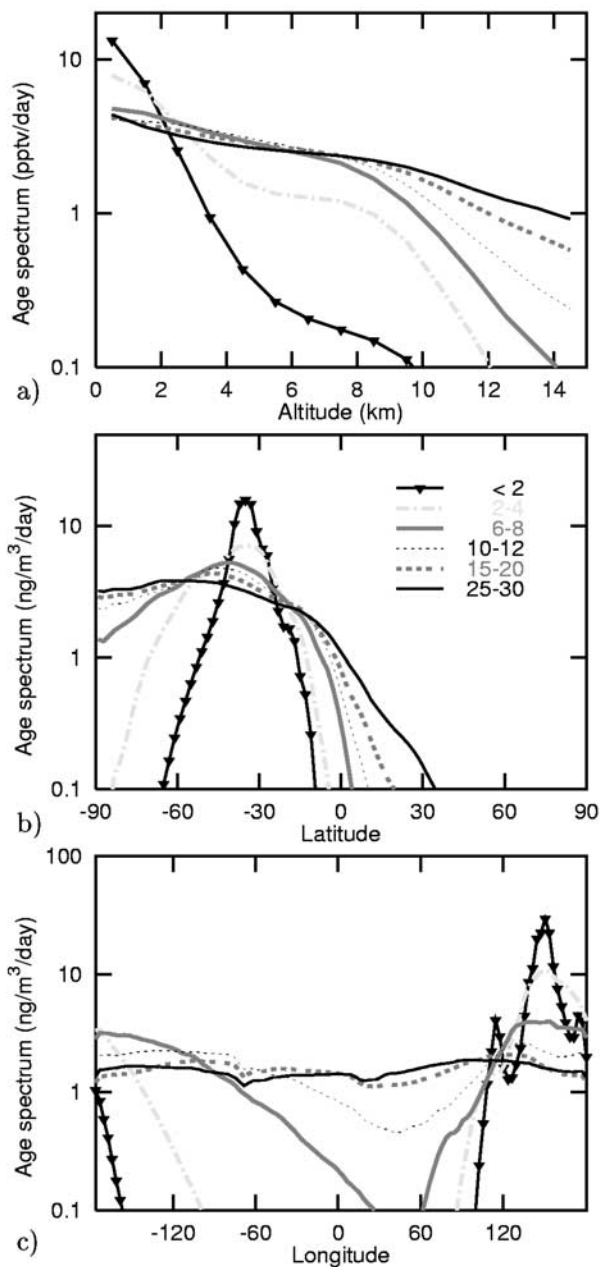 10
1
0.1
Age spectrum (pptv/day)
0 2 4 6 8 10 12 14
a)
Altitude (km)
10
1
0.1
Age spectrum (ng/m³/day)
< 2
2-4
6-8
10-12
15-20
25-30
-90 -60 -30 0 30 60 90
b)
Latitude
100
10
1
0.1
Age spectrum (ng/m³/day)
-120 -60 0 60 120
c)
Longitude